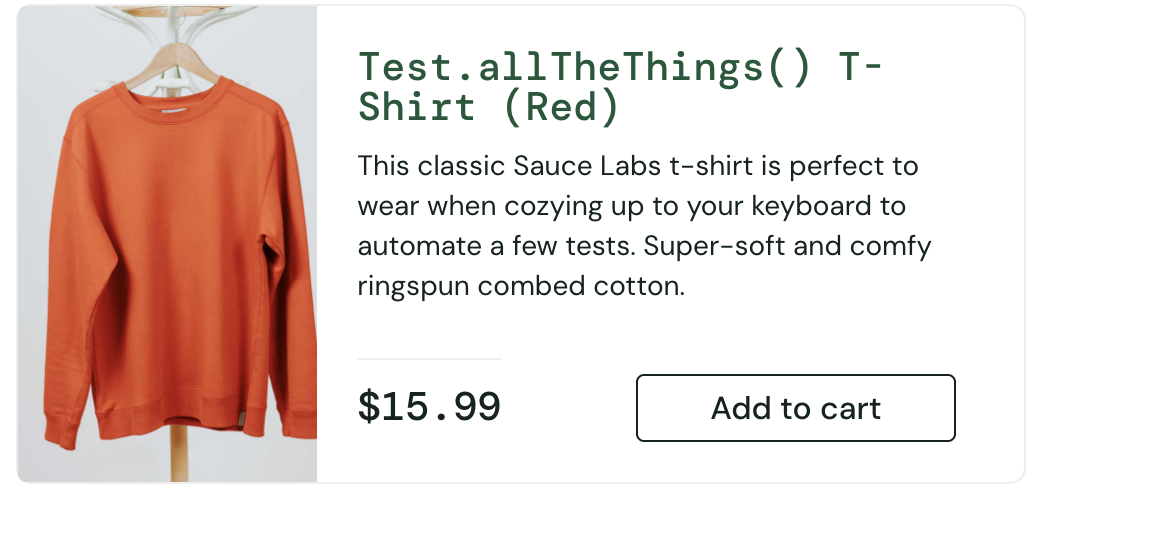 Test.allTheThings() T-
Shirt (Red)
This classic Sauce Labs t-shirt is perfect to
wear when cozying up to your keyboard to
automate a few tests. Super-soft and comfy
ringspun combed cotton.
$15.99
Add to cart